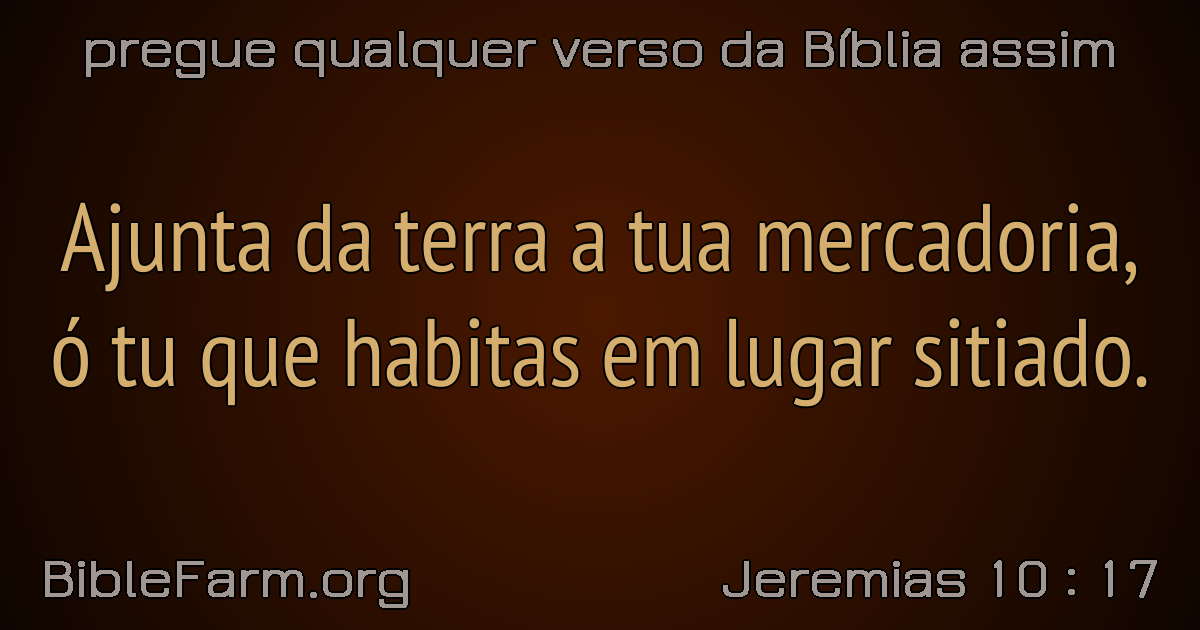 pregue qualquer verso da Bíblia assim
Ajunta da terra a tua mercadoria,
ó tu que habitas em lugar sitiado.
BibleFarm.org
Jeremias 10 : 17